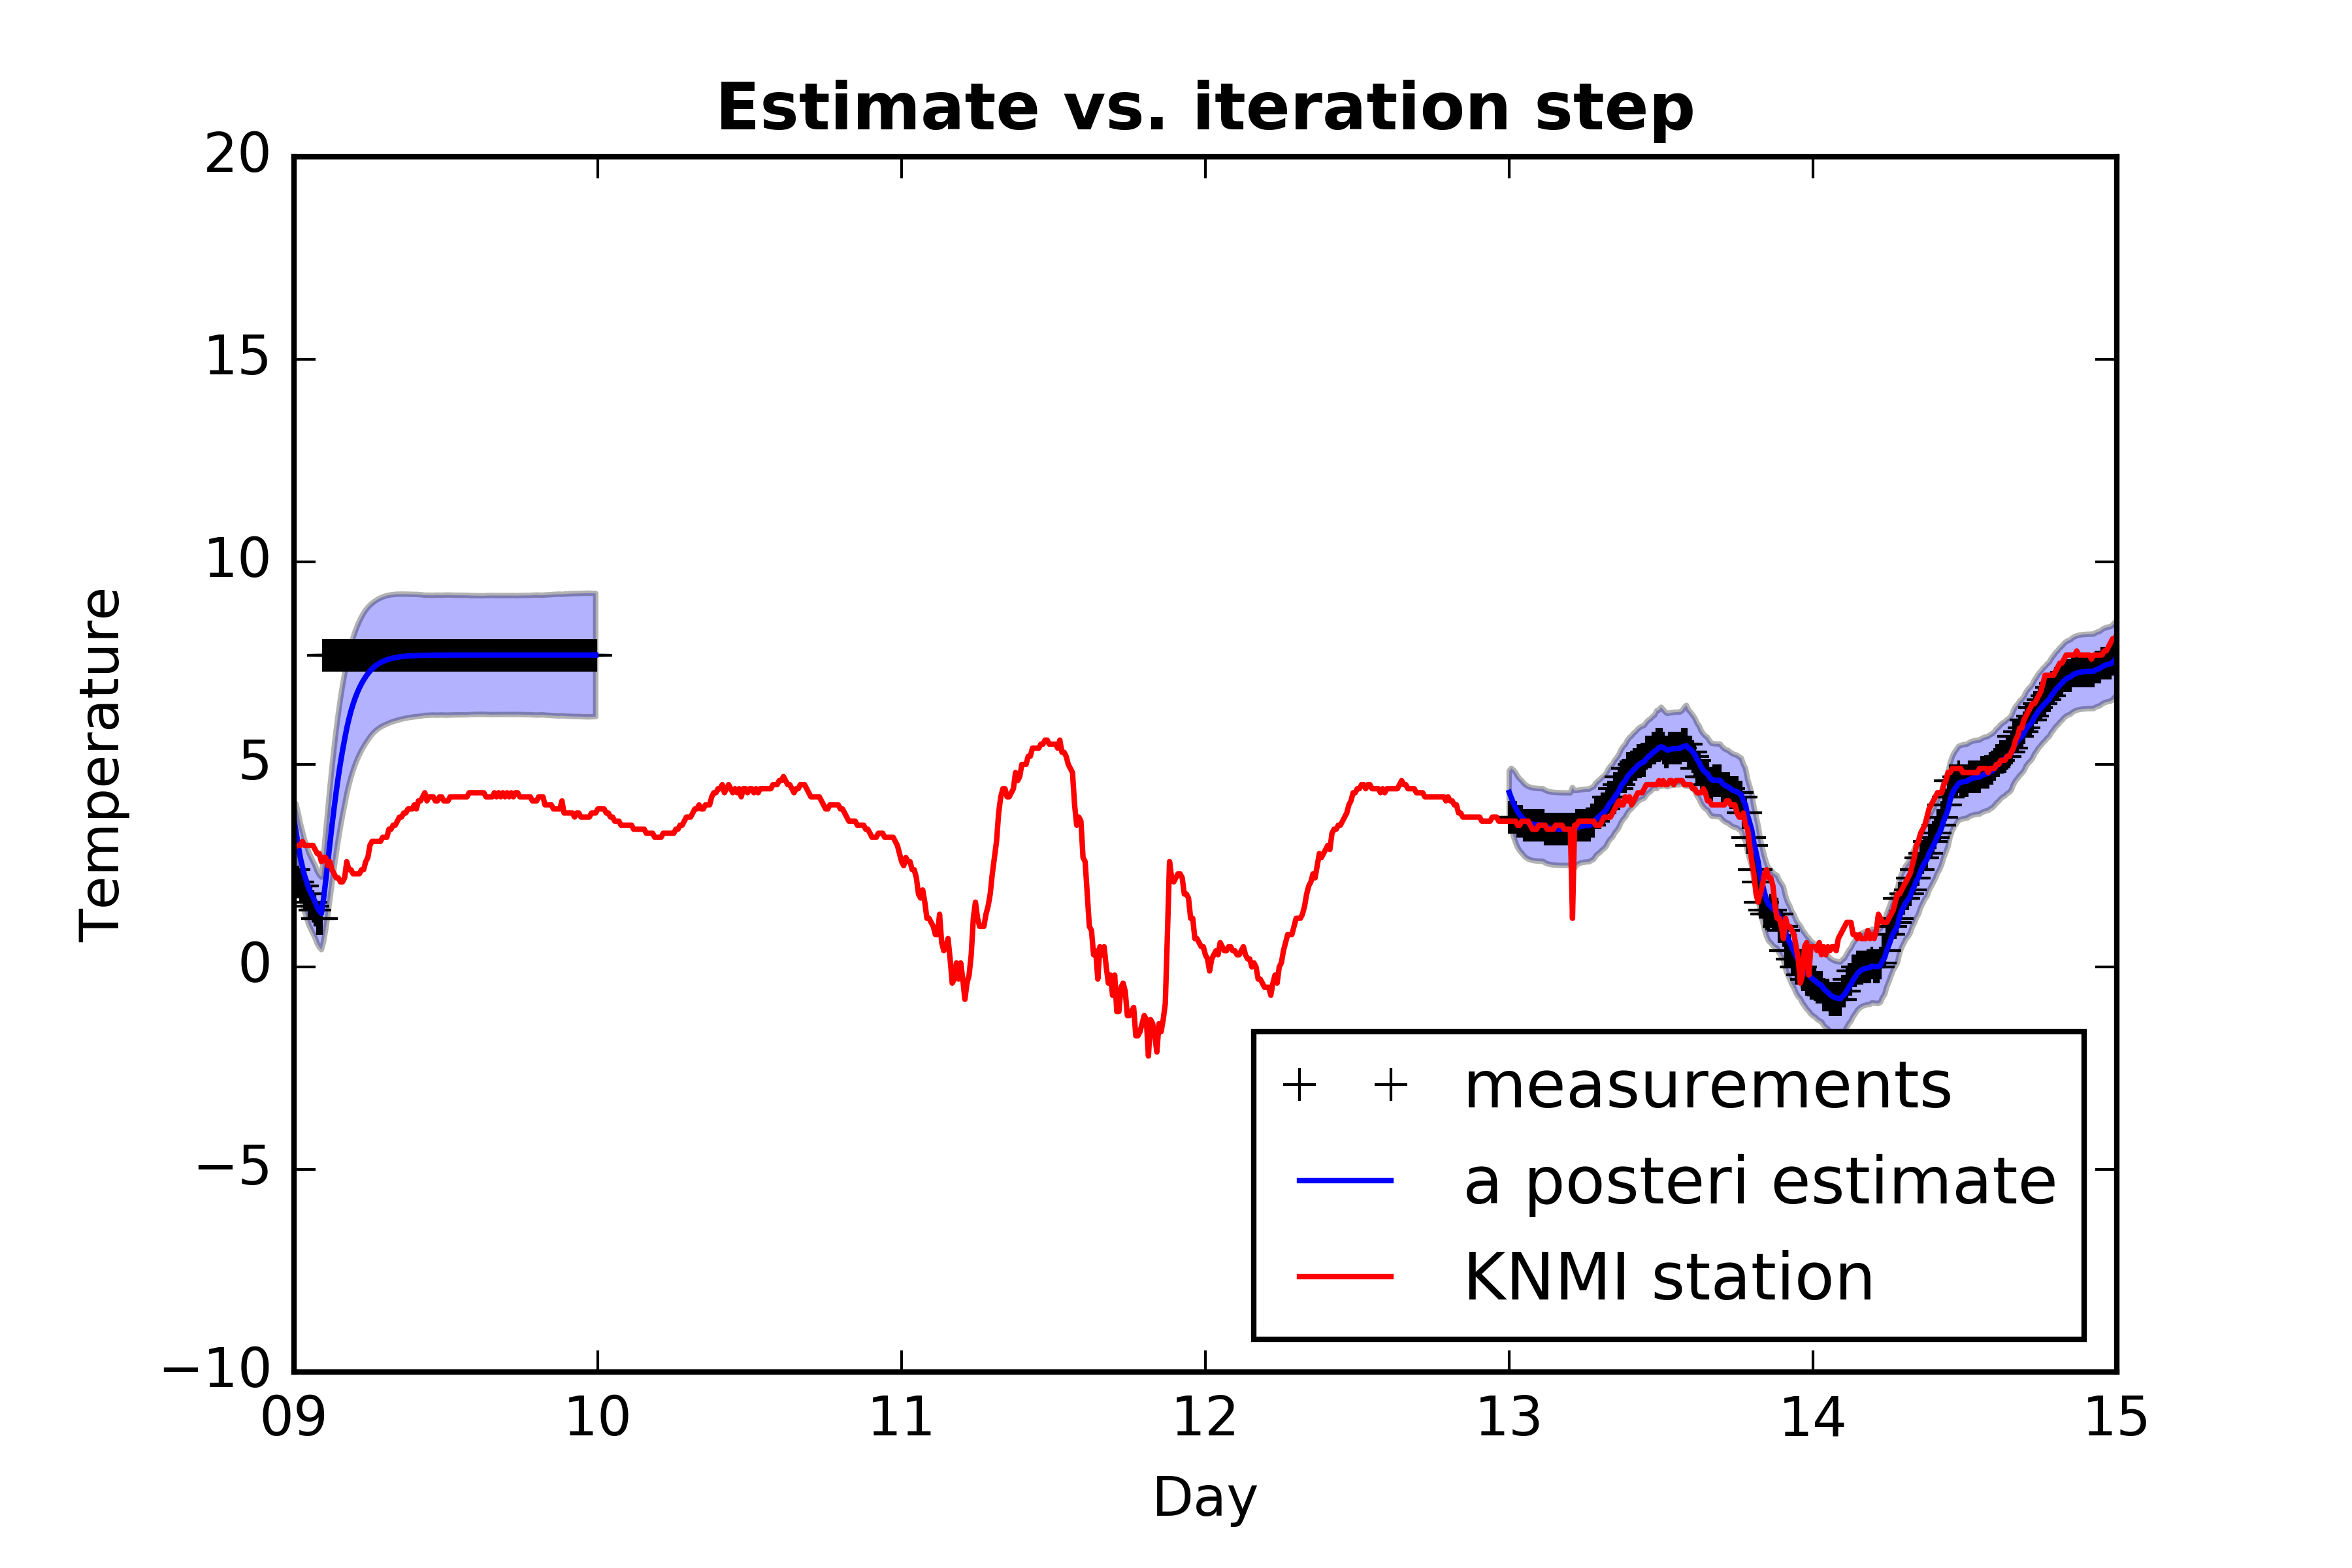 Estimate vs. iteration step
20
15
10
5
0
−5
−10
Temperature
measurements
a posteri estimate
KNMI station
09 10 11 12 13 14 15
Day